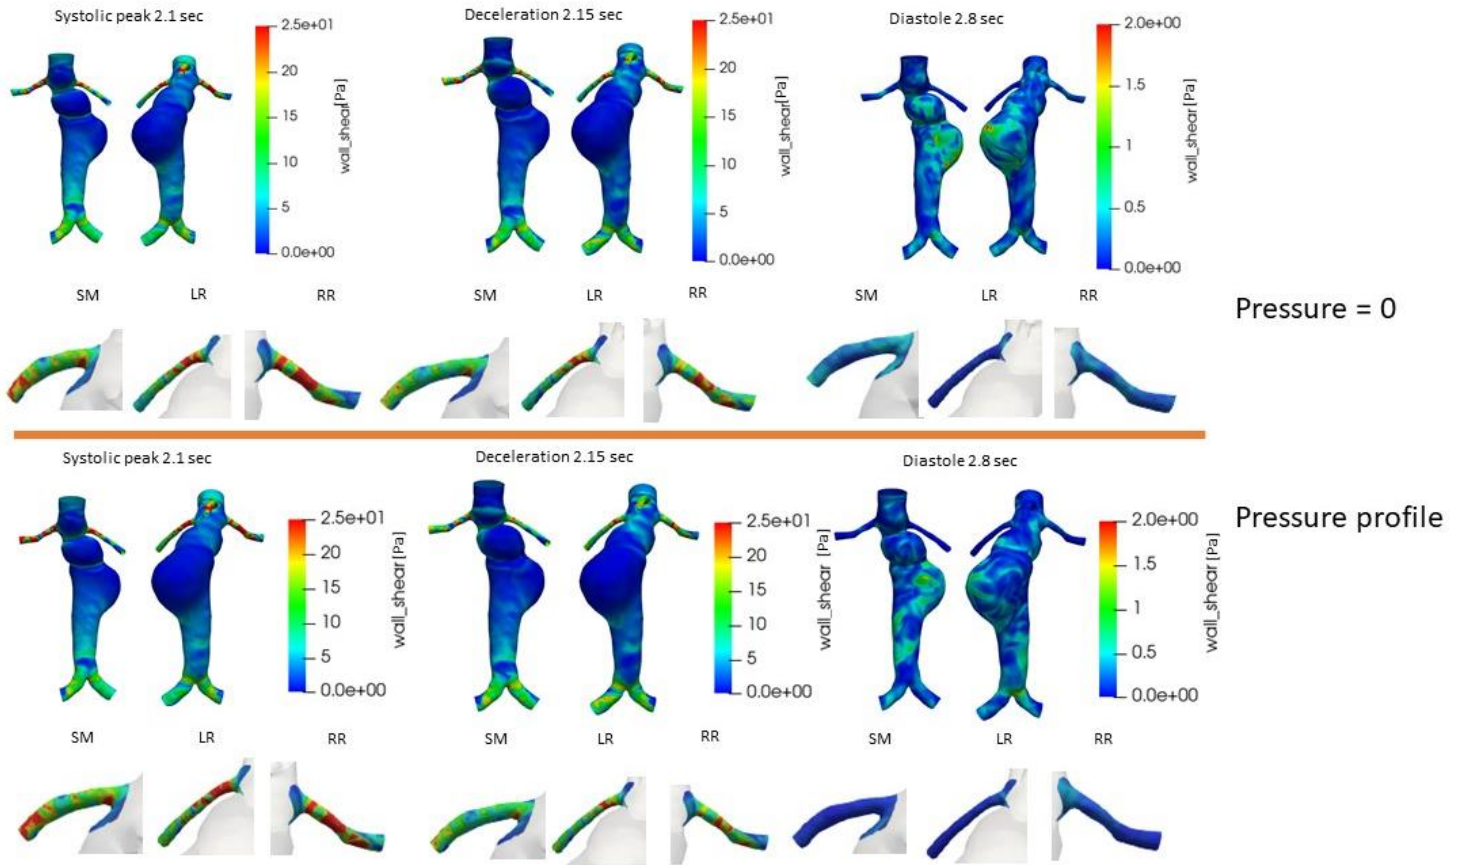 Systolic peak 2.1 sec
2.5e+01
20
15
10
5
0.0e+00
wall_shear[Pa]
Deceleration 2.15 sec
2.5e+01
20
15
10
5
0.0e+00
wall_shear[Pa]
Diastole 2.8 sec
2.0e+00
1.5
1
0.5
0.0e+00
wall_shear[Pa]
SM LR RR
SM LR RR
SM LR RR
Pressure = 0
Systolic peak 2.1 sec
2.5e+01
20
15
10
5
0.0e+00
wall_shear [Pa]
Deceleration 2.15 sec
2.5e+01
20
15
10
5
0.0e+00
wall_shear [Pa]
Diastole 2.8 sec
2.0e+00
1.5
1
0.5
0.0e+00
wall_shear [Pa]
Pressure profile
SM LR RR
SM LR RR
SM LR RR